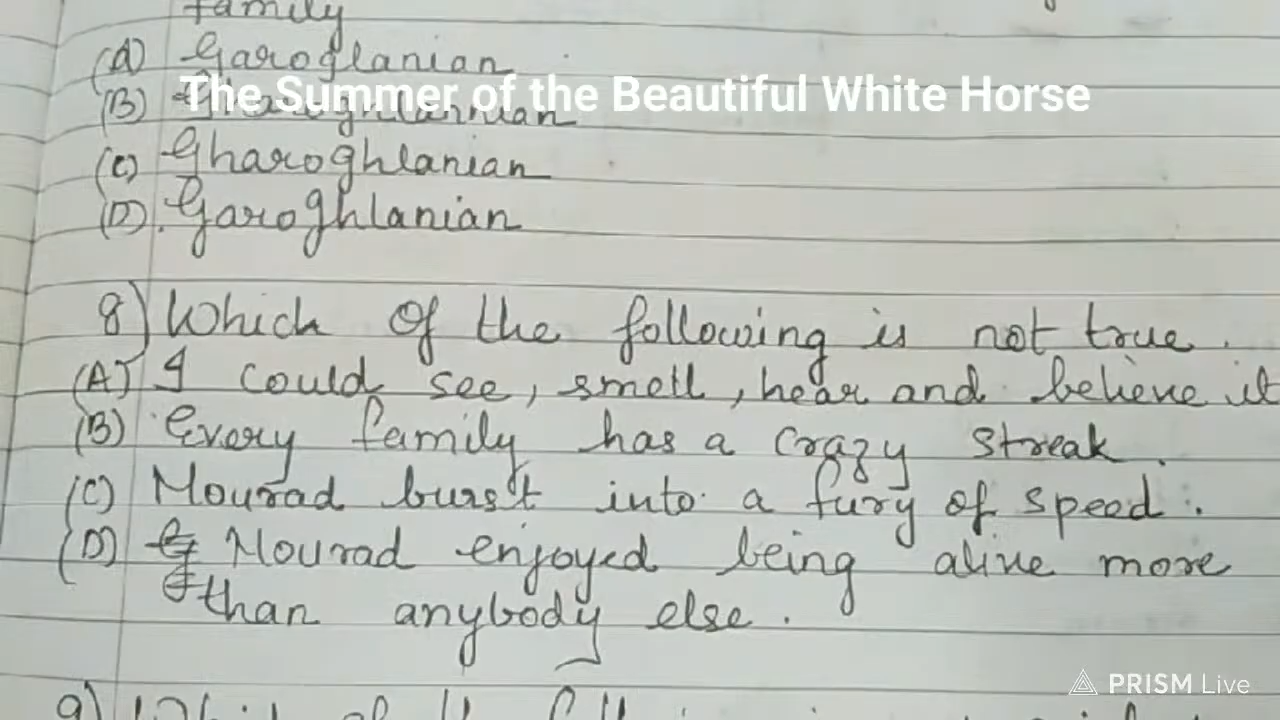 family
(A) Garoglanian
The Summer of the Beautiful White Horse
(B)
(C) Gharoghlanian
(D). Garoghlanian
8) Which of the following is not true.
(A) I could see, smell, hear and believe it
(B) Every family has a crazy streak.
(C) Mourad burst into a fury of speed.
(D) Mourad enjoyed being alive more
than anybody else.
9)
PRISM Live